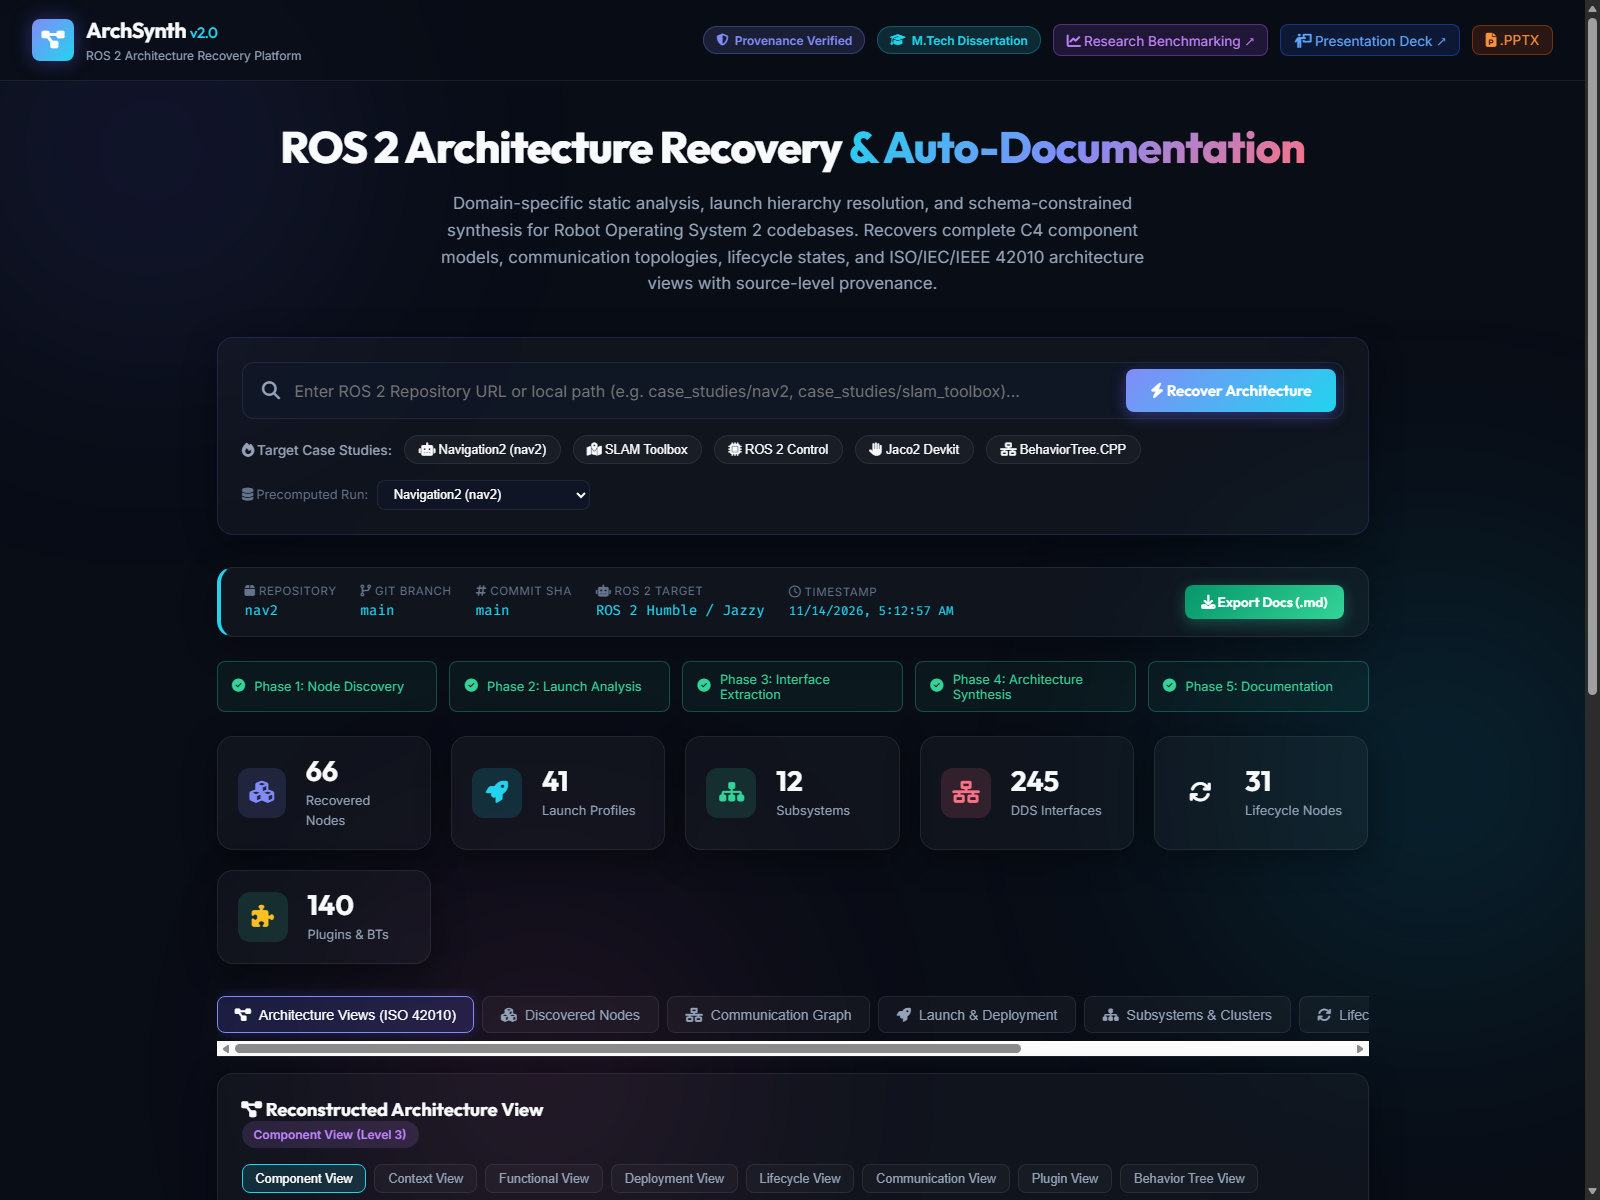 ArchSynth v2.0
ROS 2 Architecture Recovery Platform
Provenance Verified
M.Tech Dissertation
Research Benchmarking ↗
Presentation Deck ↗
.PPTX
ROS 2 Architecture Recovery & Auto-Documentation
Domain-specific static analysis, launch hierarchy resolution, and schema-constrained
synthesis for Robot Operating System 2 codebases. Recovers complete C4 component
models, communication topologies, lifecycle states, and ISO/IEC/IEEE 42010 architecture
views with source-level provenance.
Enter ROS 2 Repository URL or local path (e.g. case_studies/nav2, case_studies/slam_toolbox)...
Recover Architecture
Target Case Studies:
Navigation2 (nav2)
SLAM Toolbox
ROS 2 Control
Jaco2 Devkit
BehaviorTree.CPP
Precomputed Run:
Navigation2 (nav2)
REPOSITORY
nav2
GIT BRANCH
main
COMMIT SHA
main
ROS 2 TARGET
ROS 2 Humble / Jazzy
TIMESTAMP
11/14/2026, 5:12:57 AM
Export Docs (.md)
Phase 1: Node Discovery
Phase 2: Launch Analysis
Phase 3: Interface
Extraction
Phase 4: Architecture
Synthesis
Phase 5: Documentation
66
Recovered
Nodes
41
Launch Profiles
12
Subsystems
245
DDS Interfaces
31
Lifecycle Nodes
140
Plugins & BTs
Architecture Views (ISO 42010)
Discovered Nodes
Communication Graph
Launch & Deployment
Subsystems & Clusters
Lifec
Reconstructed Architecture View
Component View (Level 3)
Component View
Context View
Functional View
Deployment View
Lifecycle View
Communication View
Plugin View
Behavior Tree View